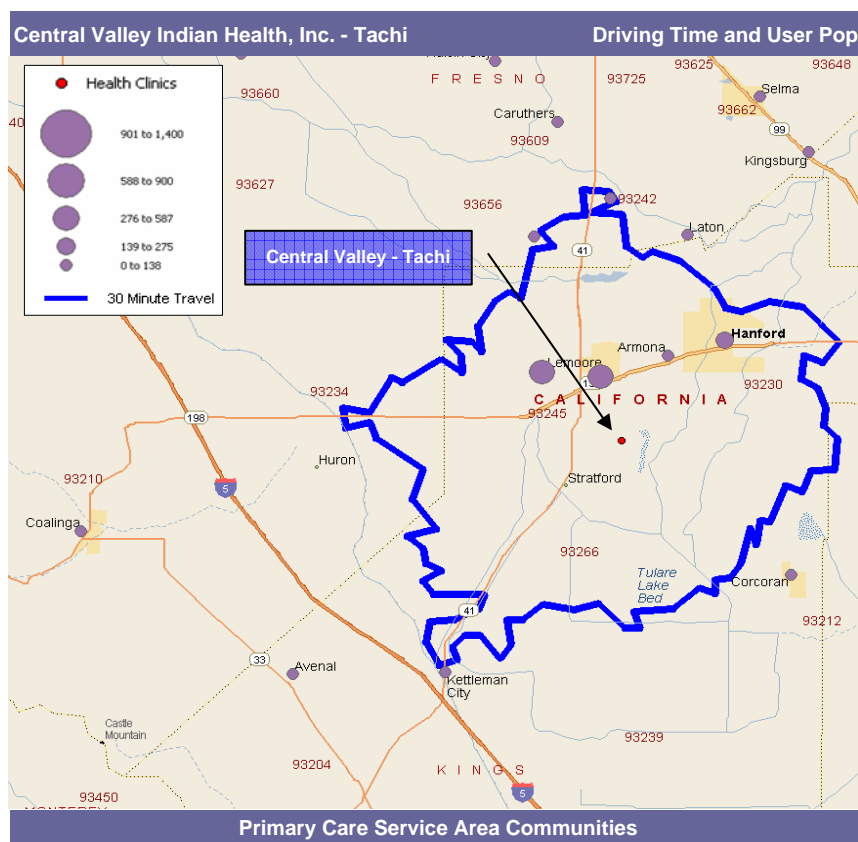 Central Valley Indian Health, Inc. - Tachi Driving Time and User Pop
Health Clinics
901 to 1,400
588 to 900
276 to 587
139 to 275
0 to 138
30 Minute Travel
93625
93648
F R E S N O
93725
Selma
93660
93662
Caruthers
99
93609
Kingsburg
93627
93242
93656
Laton
41
Central Valley - Tachi
Hanford
Armona
Lemoore
93234
93230
C A L I F O R N I A
93245
198
Huron
93210
5
Stratford
Coalinga
93266
Tulare
Lake
Bed
Corcoran
41
93212
33
Avenal
Kettleman
City
Castle
Mountain
93239
93204
K I N G S
93450
5
Primary Care Service Area Communities